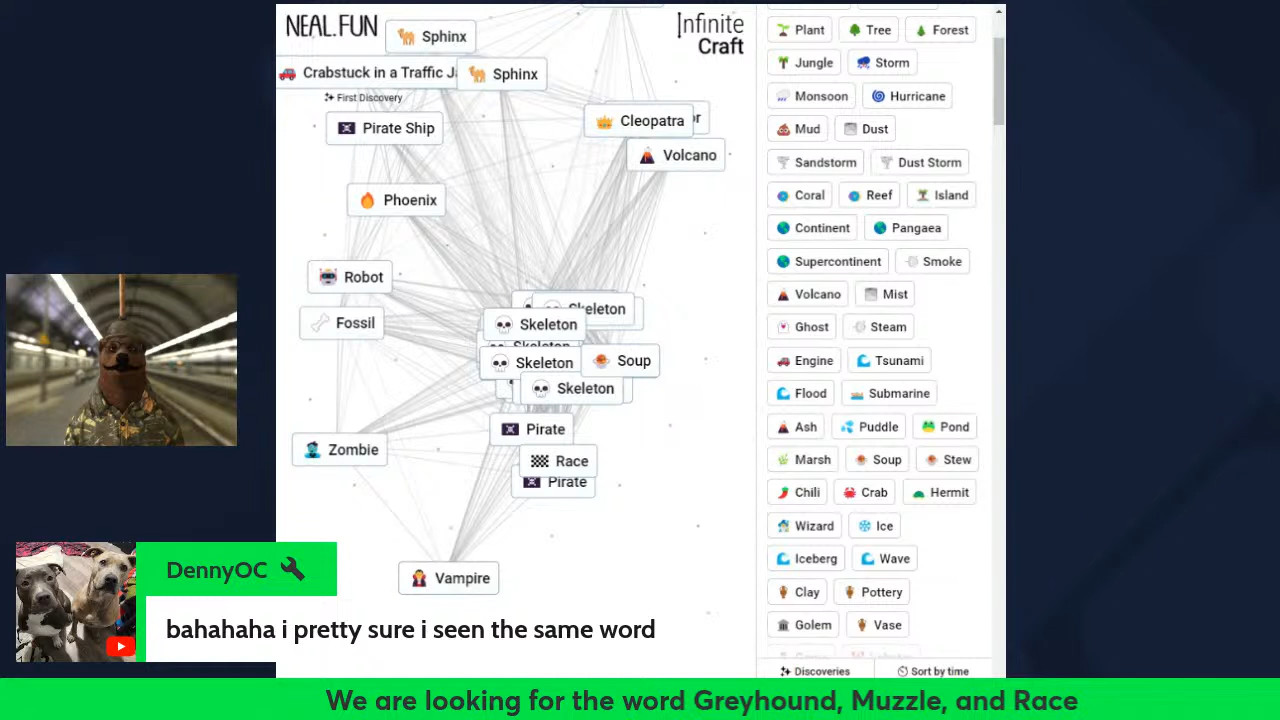 NEAL.FUN
Infinite
Craft
Sphinx
Crabstuck in a Traffic J
Sphinx
First Discovery
Pirate Ship
Cleopatra
Volcano
Phoenix
Robot
Fossil
Skeleton
Skeleton
Skeleton
Skeleton
Soup
Skeleton
Pirate
Race
Pirate
Zombie
Vampire
Plant Tree Forest
Jungle Storm
Monsoon Hurricane
Mud Dust
Sandstorm Dust Storm
Coral Reef Island
Continent Pangaea
Supercontinent Smoke
Volcano Mist
Ghost Steam
Engine Tsunami
Flood Submarine
Ash Puddle Pond
Marsh Soup Stew
Chili Crab Hermit
Wizard Ice
Iceberg Wave
Clay Pottery
Golem Vase
Discoveries Sort by time
DennyOC
bahahaha i pretty sure i seen the same word
We are looking for the word Greyhound, Muzzle, and Race